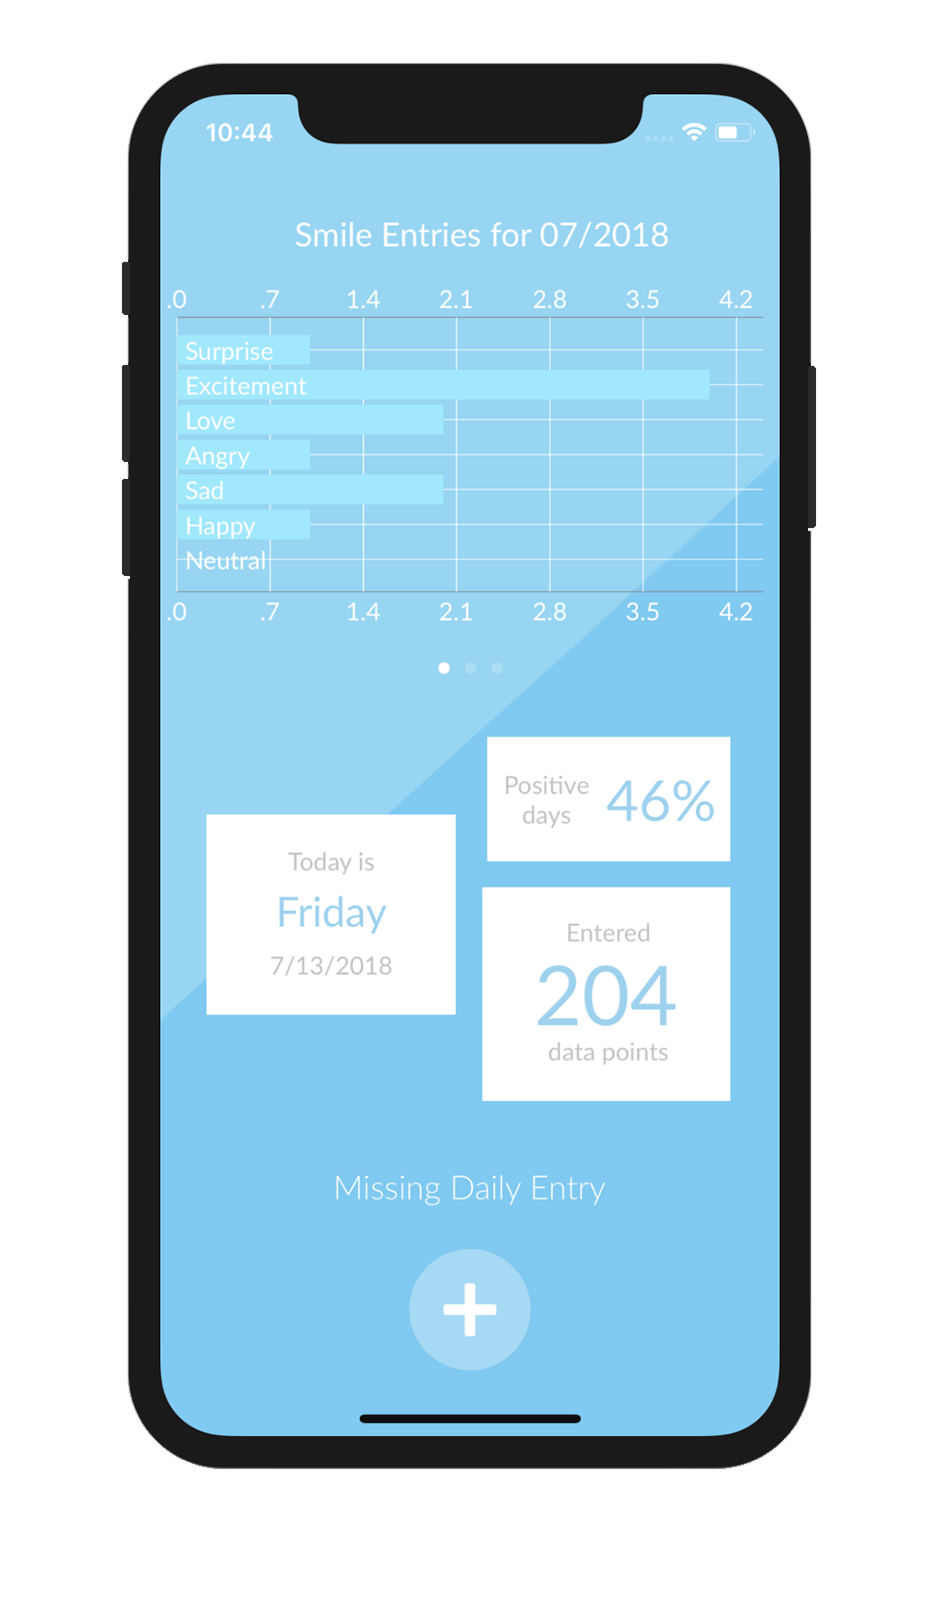 10:44
Smile Entries for 07/2018
.0 .7 1.4 2.1 2.8 3.5 4.2
Surprise
Excitement
Love
Angry
Sad
Happy
Neutral
.0 .7 1.4 2.1 2.8 3.5 4.2
Positive
days
46%
Today is
Friday
7/13/2018
Entered
204
data points
Missing Daily Entry